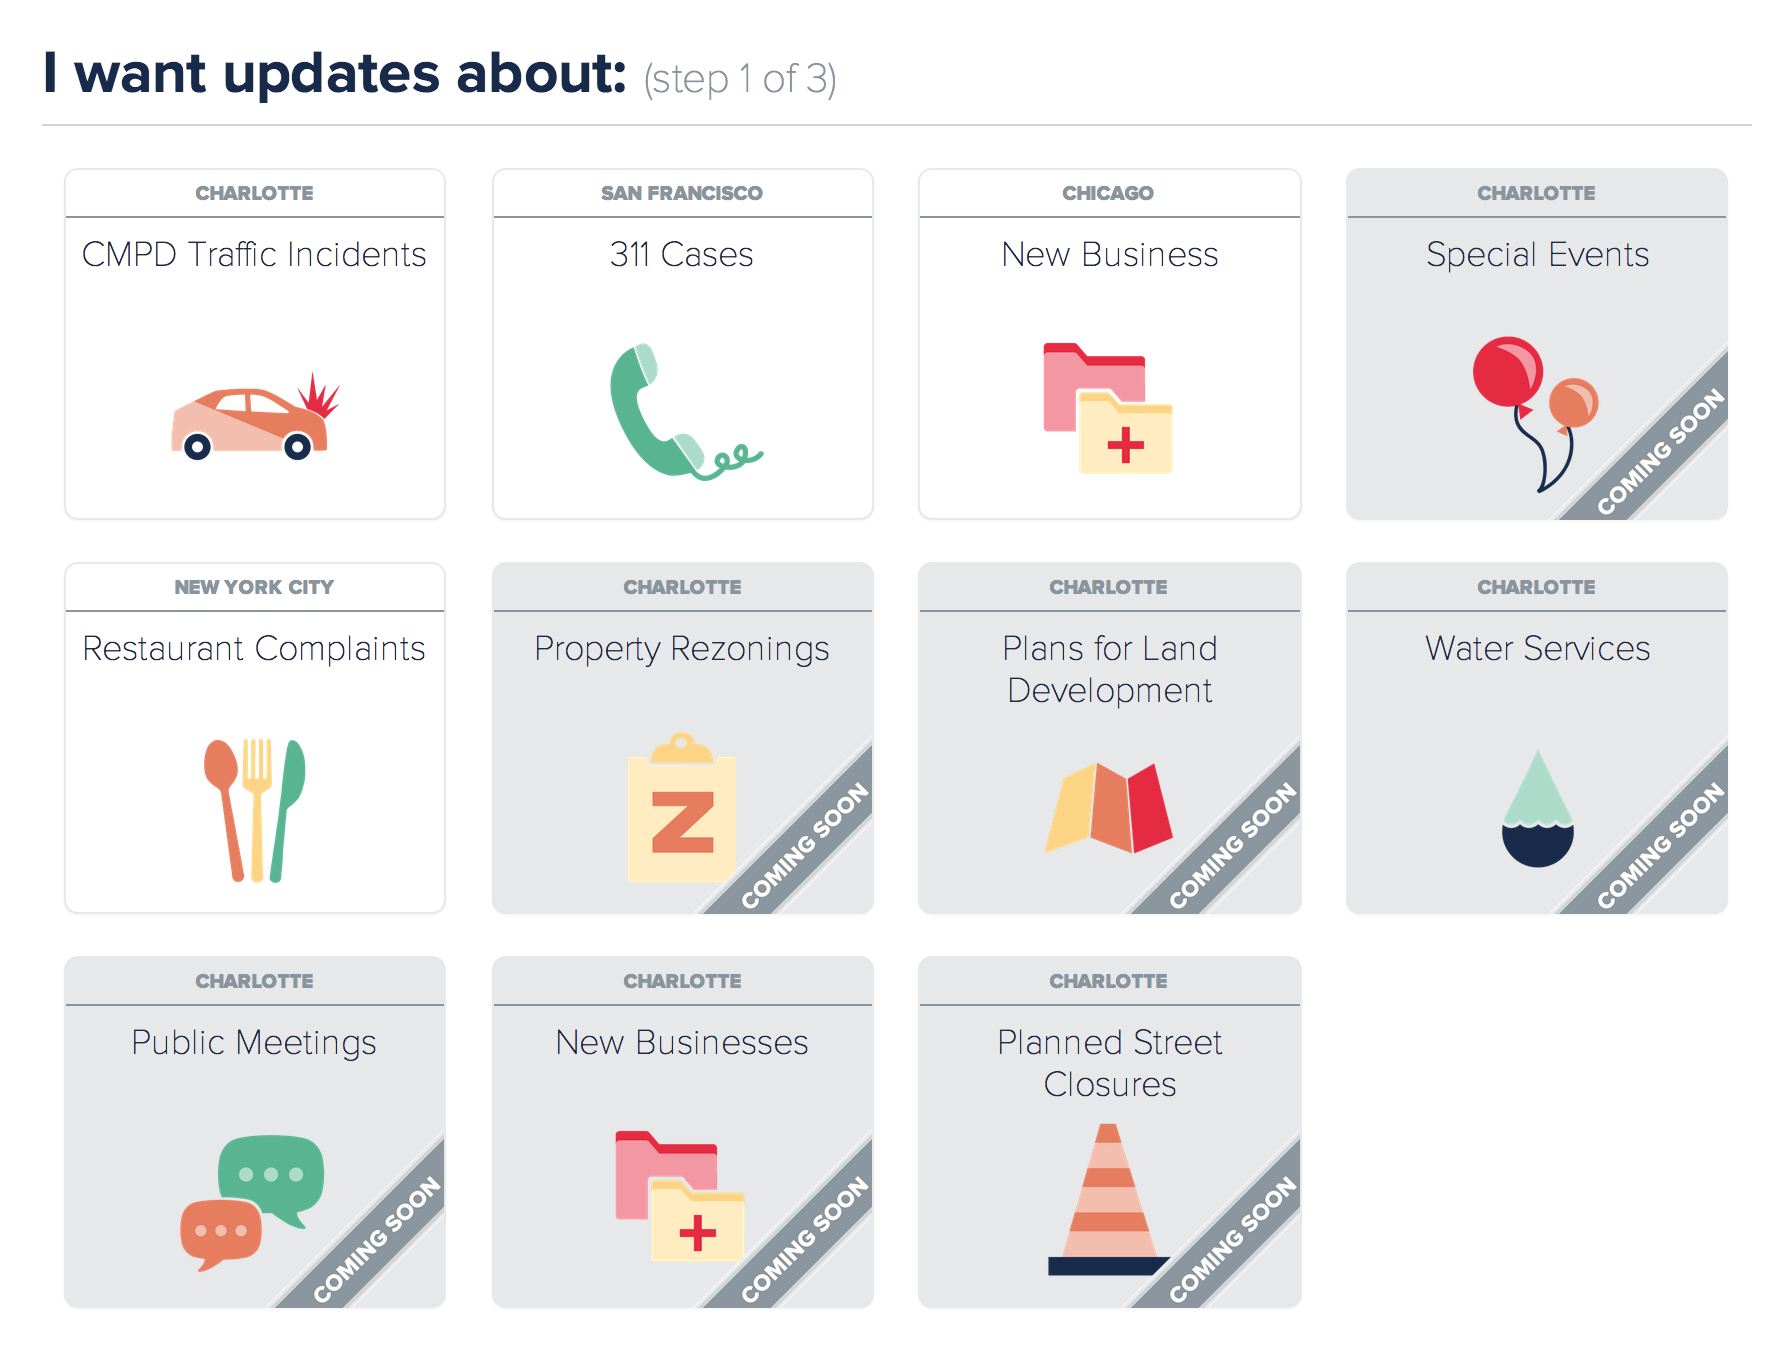 I want updates about: (step 1 of 3)
CHARLOTTE
CMPD Traffic Incidents
SAN FRANCISCO
311 Cases
CHICAGO
New Business
CHARLOTTE
Special Events
COMING SOON
NEW YORK CITY
Restaurant Complaints
CHARLOTTE
Property Rezonings
Z
COMING SOON
CHARLOTTE
Plans for Land
Development
COMING SOON
CHARLOTTE
Water Services
COMING SOON
CHARLOTTE
Public Meetings
COMING SOON
CHARLOTTE
New Businesses
COMING SOON
CHARLOTTE
Planned Street
Closures
COMING SOON